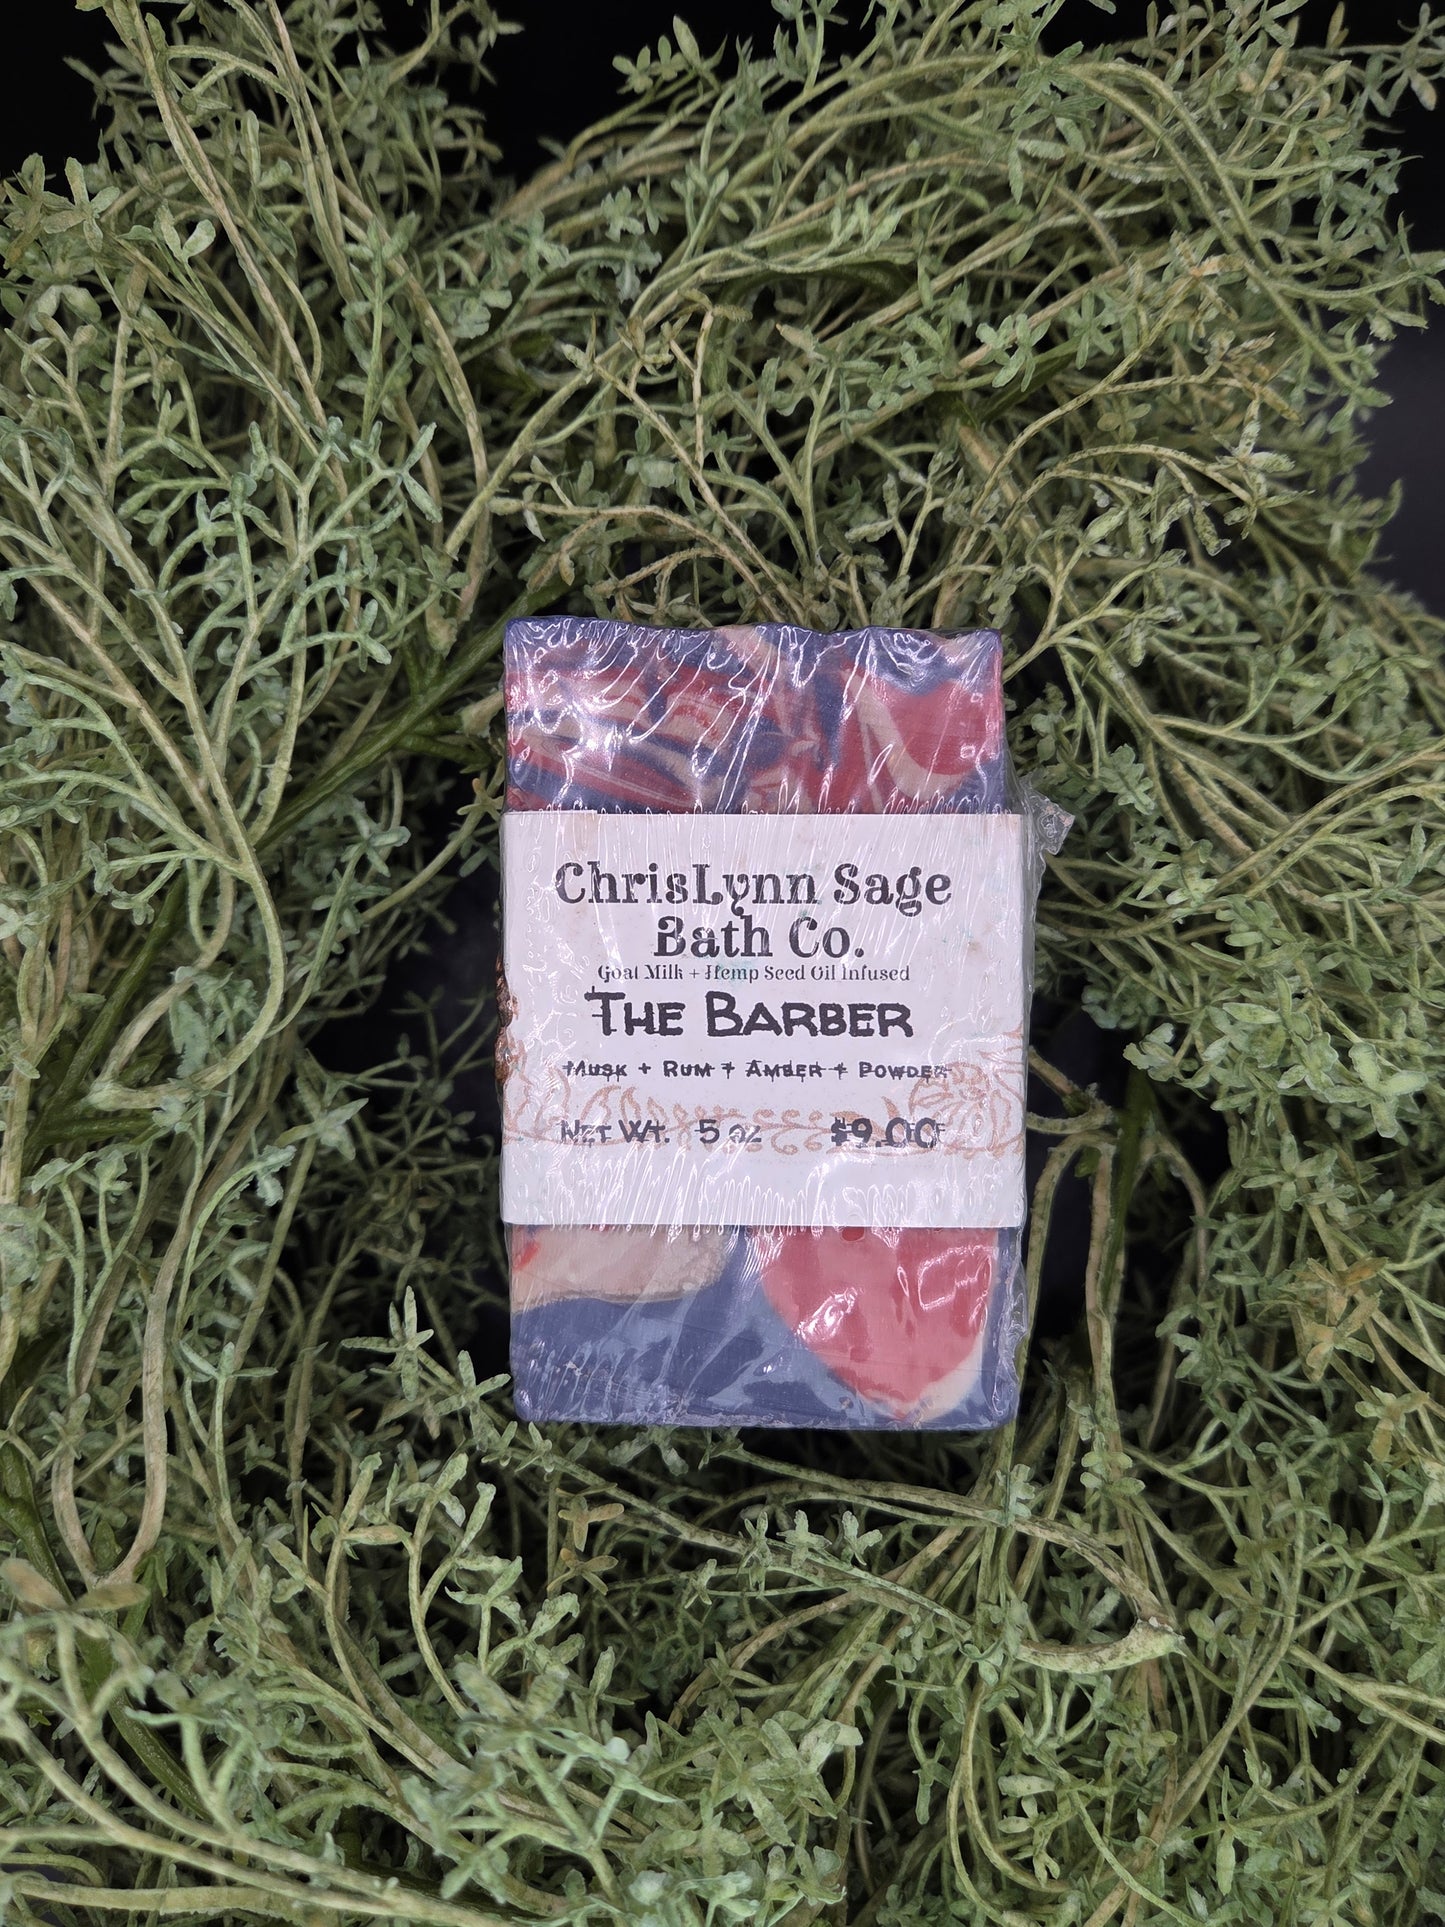 ChrisLynn Sage
Bath Co.
Goat Milk + Hemp Seed Oil Infused
The Barber
Musk + Rum + Amber + Powder
Net Wt. 5 oz $9.00